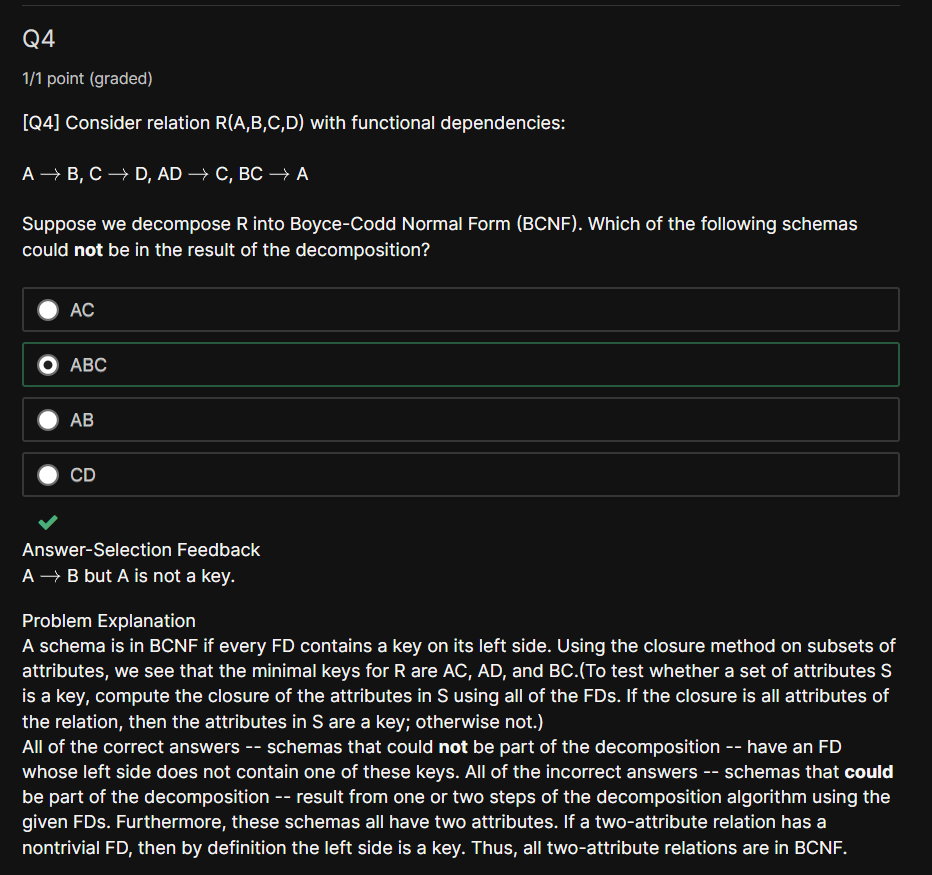 Q4
1/1 point (graded)
[Q4] Consider relation R(A,B,C,D) with functional dependencies:
A → B, C → D, AD → C, BC → A
Suppose we decompose R into Boyce-Codd Normal Form (BCNF). Which of the following schemas
could not be in the result of the decomposition?
AC
ABC
AB
CD
Answer-Selection Feedback
A → B but A is not a key.
Problem Explanation
A schema is in BCNF if every FD contains a key on its left side. Using the closure method on subsets of
attributes, we see that the minimal keys for R are AC, AD, and BC.(To test whether a set of attributes S
is a key, compute the closure of the attributes in S using all of the FDs. If the closure is all attributes of
the relation, then the attributes in S are a key; otherwise not.)
All of the correct answers -- schemas that could not be part of the decomposition -- have an FD
whose left side does not contain one of these keys. All of the incorrect answers -- schemas that could
be part of the decomposition -- result from one or two steps of the decomposition algorithm using the
given FDs. Furthermore, these schemas all have two attributes. If a two-attribute relation has a
nontrivial FD, then by definition the left side is a key. Thus, all two-attribute relations are in BCNF.